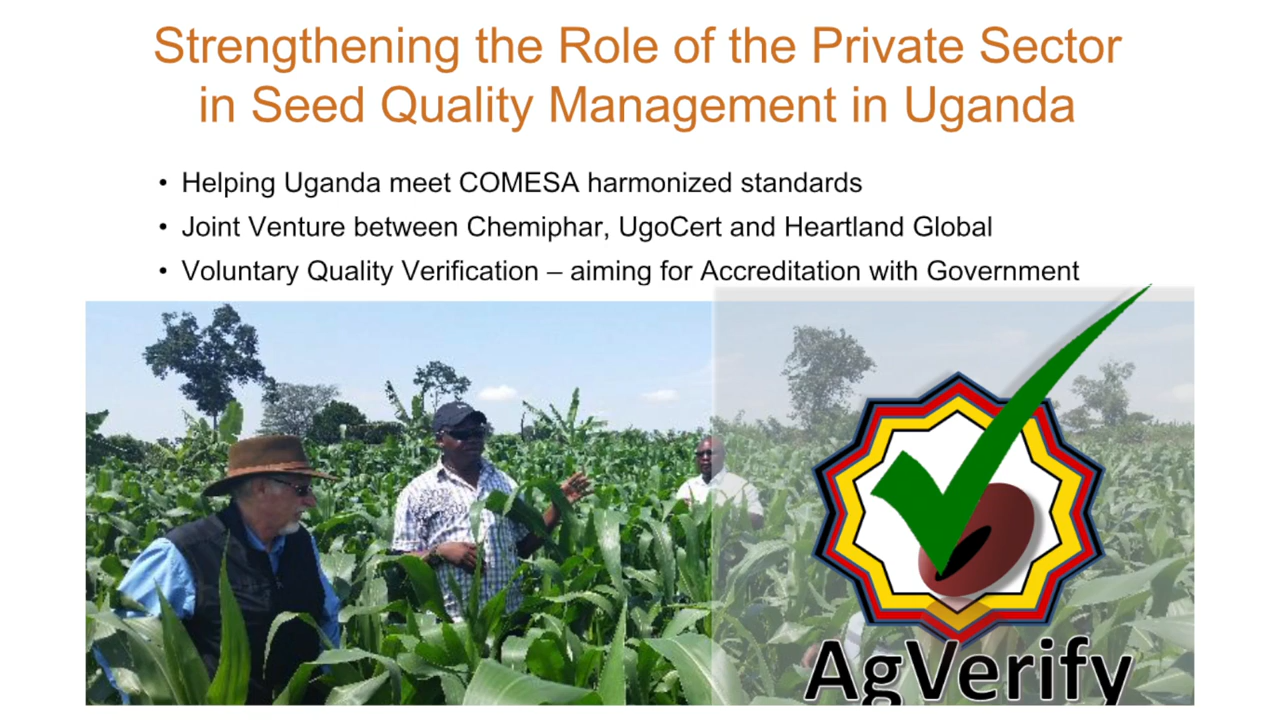 Strengthening the Role of the Private Sector
in Seed Quality Management in Uganda
• Helping Uganda meet COMESA harmonized standards
• Joint Venture between Chemiphar, UgoCert and Heartland Global
• Voluntary Quality Verification – aiming for Accreditation with Government
AgVerify